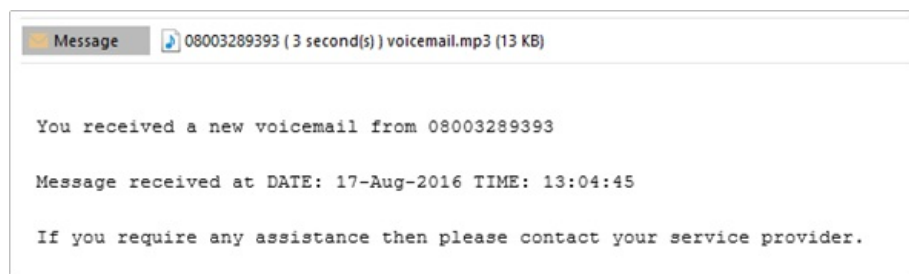 Message 08003289393 ( 3 second(s) ) voicemail.mp3 (13 KB)
You received a new voicemail from 08003289393
Message received at DATE: 17-Aug-2016 TIME: 13:04:45
If you require any assistance then please contact your service provider.